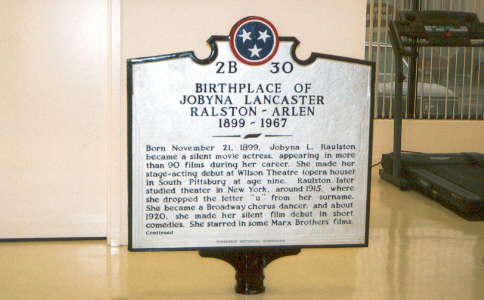 2B 30
BIRTHPLACE OF
JOBYNA LANCASTER
RALSTON - ARLEN
1899 - 1967
Born November 21, 1899, Jobyna L. Raulston
became a silent movie actress, appearing in more
than 90 films during her career. She made her
stage-acting debut at Wilson Theatre (opera house)
in South Pittsburg at age nine. Raulston later
studied theater in New York, around 1915, where
she dropped the letter "u" from her surname.
She became a Broadway chorus dancer, and about
1920, she made her silent film debut in short
comedies. She starred in some Marx Brothers' films.
Continued
TENNESSEE HISTORICAL COMMISSION